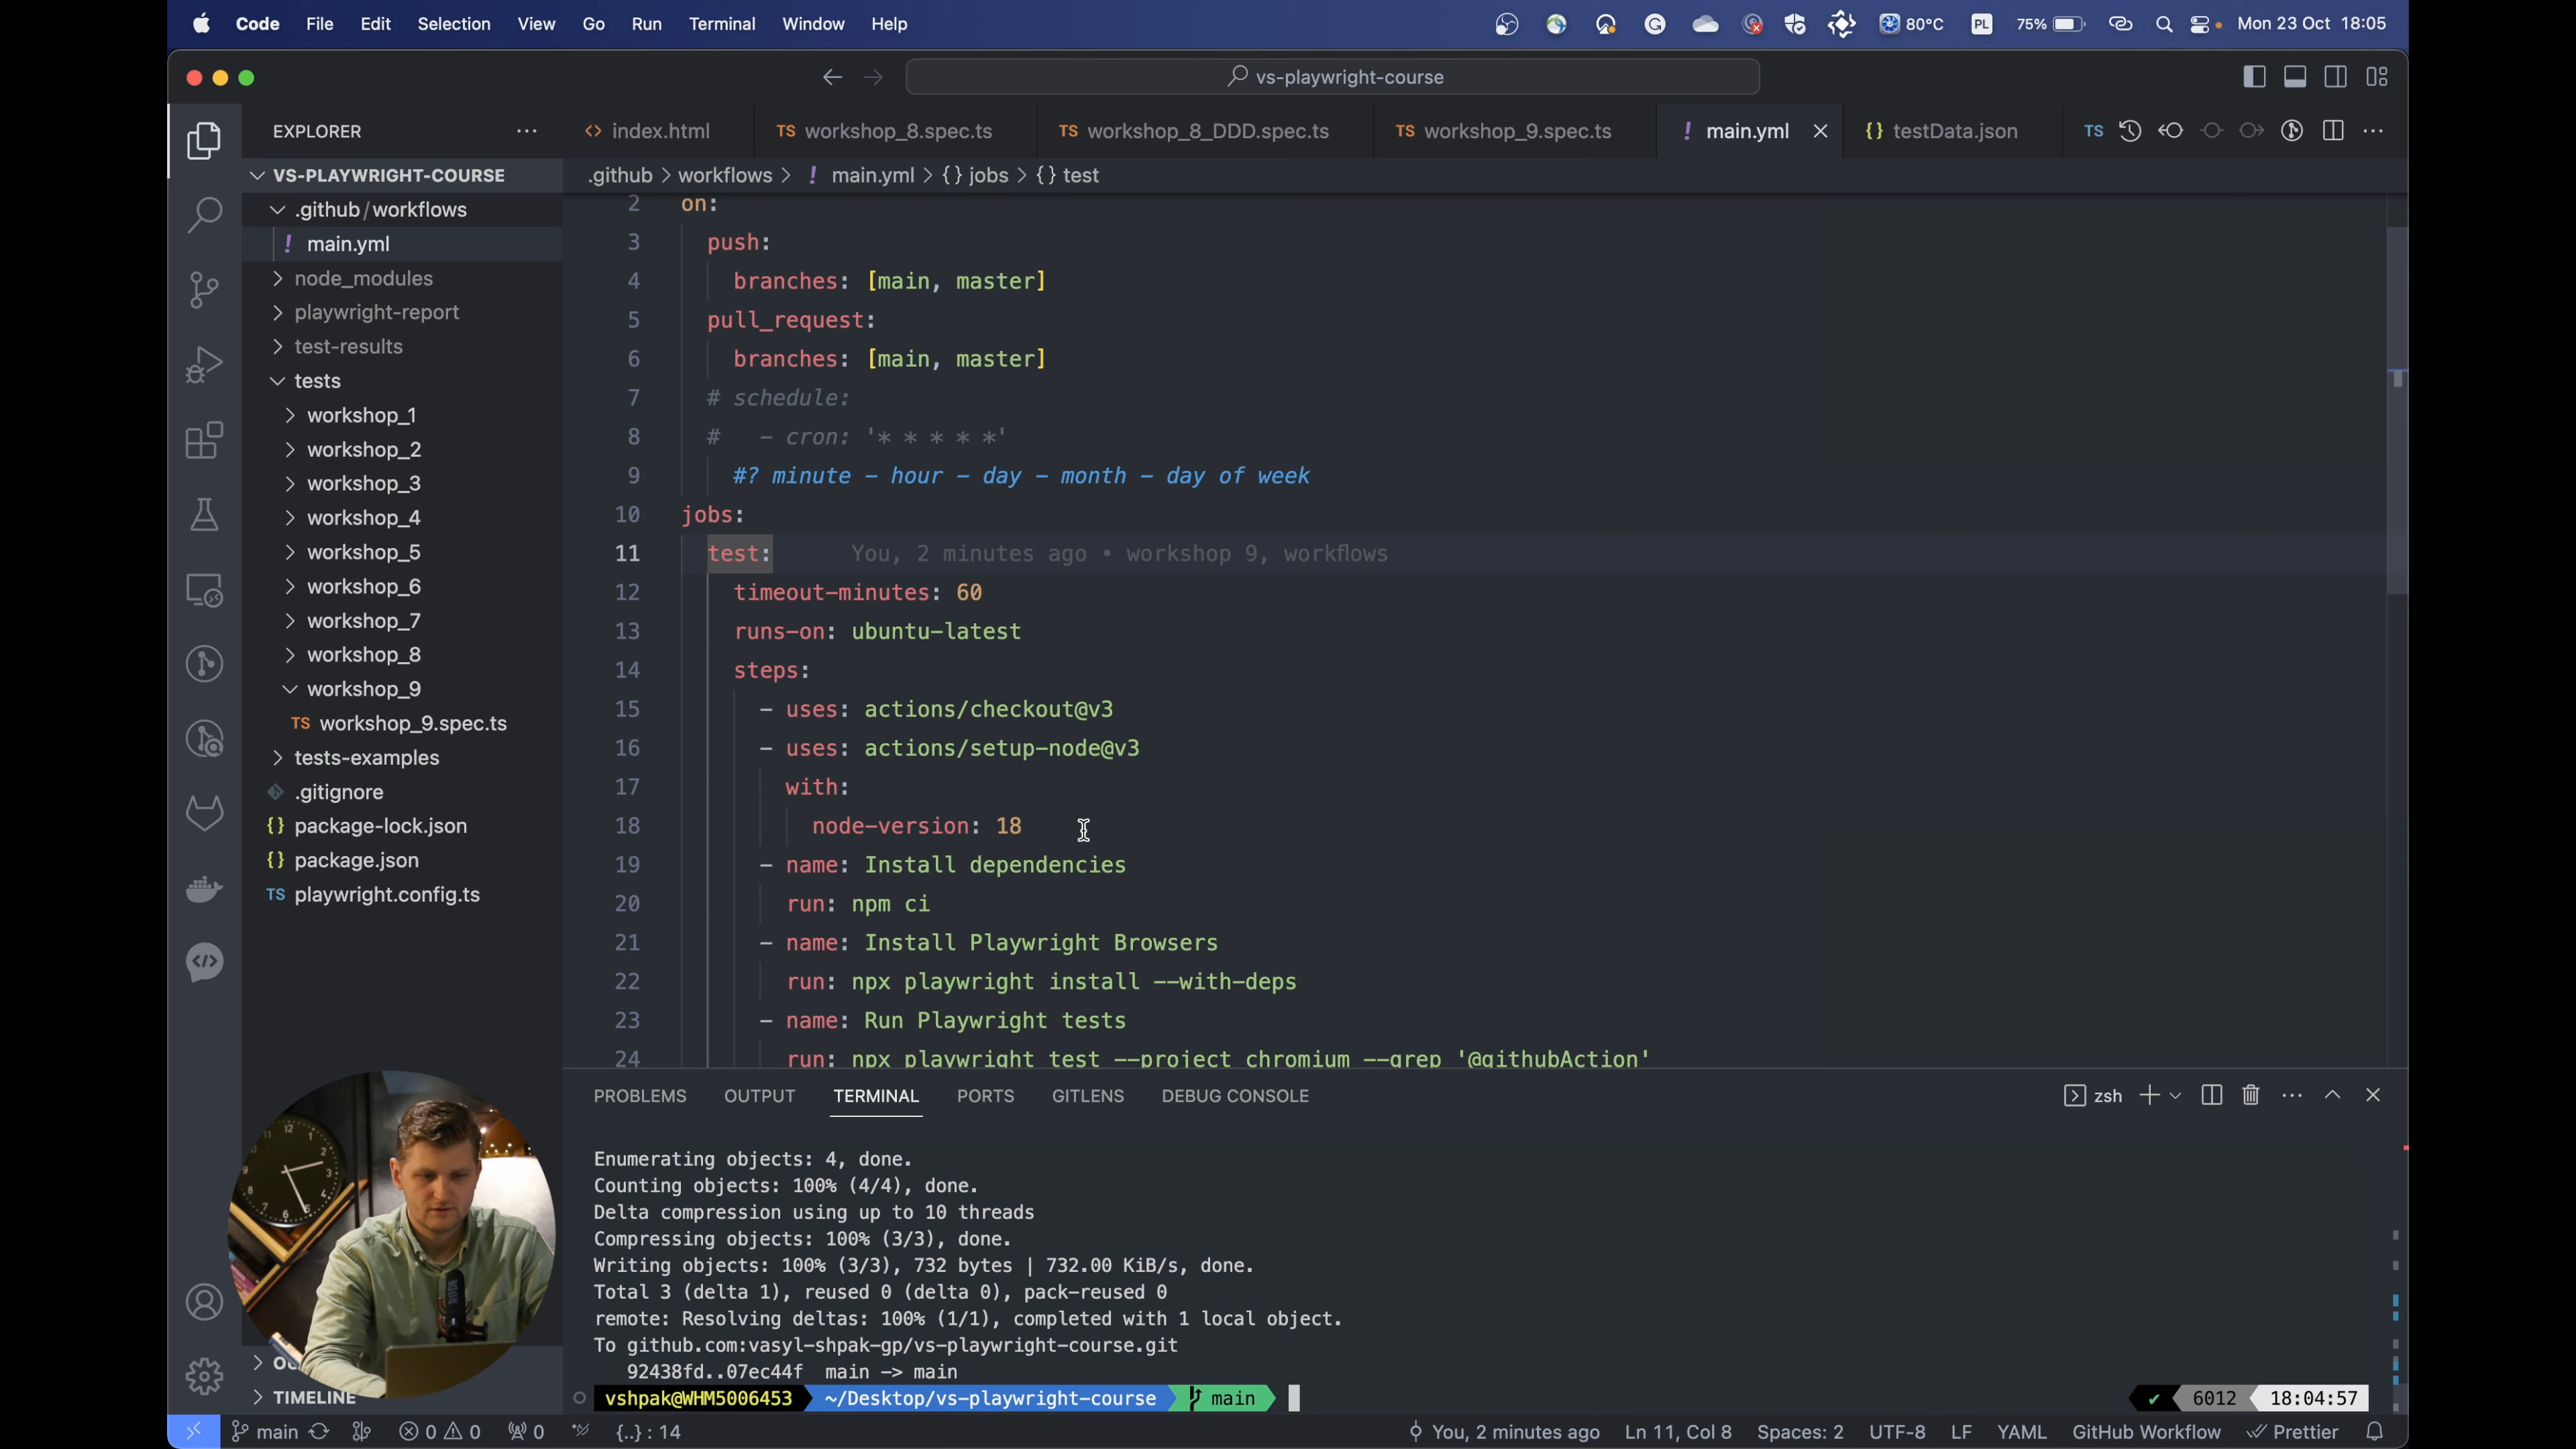 Code File Edit Selection View Go Run Terminal Window Help
80°C PL 75% Mon 23 Oct 18:05
vs-playwright-course
EXPLORER
index.html
TS workshop_8.spec.ts
TS workshop_8_DDD.spec.ts
TS workshop_9.spec.ts
! main.yml
{} testData.json
TS
VS-PLAYWRIGHT-COURSE
.github/workflows
! main.yml
node_modules
playwright-report
test-results
tests
workshop_1
workshop_2
workshop_3
workshop_4
workshop_5
workshop_6
workshop_7
workshop_8
workshop_9
TS workshop_9.spec.ts
tests-examples
.gitignore
{} package-lock.json
{} package.json
TS playwright.config.ts
TIMELINE
.github > workflows > ! main.yml > {} jobs > {} test
2 on:
3 push:
4 branches: [main, master]
5 pull_request:
6 branches: [main, master]
7 # schedule:
8 # - cron: '* * * * *'
9 #? minute - hour - day - month - day of week
10 jobs:
11 test: You, 2 minutes ago • workshop 9, workflows
12 timeout-minutes: 60
13 runs-on: ubuntu-latest
14 steps:
15 - uses: actions/checkout@v3
16 - uses: actions/setup-node@v3
17 with:
18 node-version: 18
19 - name: Install dependencies
20 run: npm ci
21 - name: Install Playwright Browsers
22 run: npx playwright install --with-deps
23 - name: Run Playwright tests
24 run: npx playwright test --project chromium --grep '@githubAction'
PROBLEMS OUTPUT TERMINAL PORTS GITLENS DEBUG CONSOLE
zsh
Enumerating objects: 4, done.
Counting objects: 100% (4/4), done.
Delta compression using up to 10 threads
Compressing objects: 100% (3/3), done.
Writing objects: 100% (3/3), 732 bytes | 732.00 KiB/s, done.
Total 3 (delta 1), reused 0 (delta 0), pack-reused 0
remote: Resolving deltas: 100% (1/1), completed with 1 local object.
To github.com:vasyl-shpak-gp/vs-playwright-course.git
92438fd..07ec44f main -> main
vshpak@WHM5006453 ~/Desktop/vs-playwright-course main
✔ 6012 18:04:57
main 0 0 0 {..} : 14
You, 2 minutes ago Ln 11, Col 8 Spaces: 2 UTF-8 LF YAML GitHub Workflow Prettier